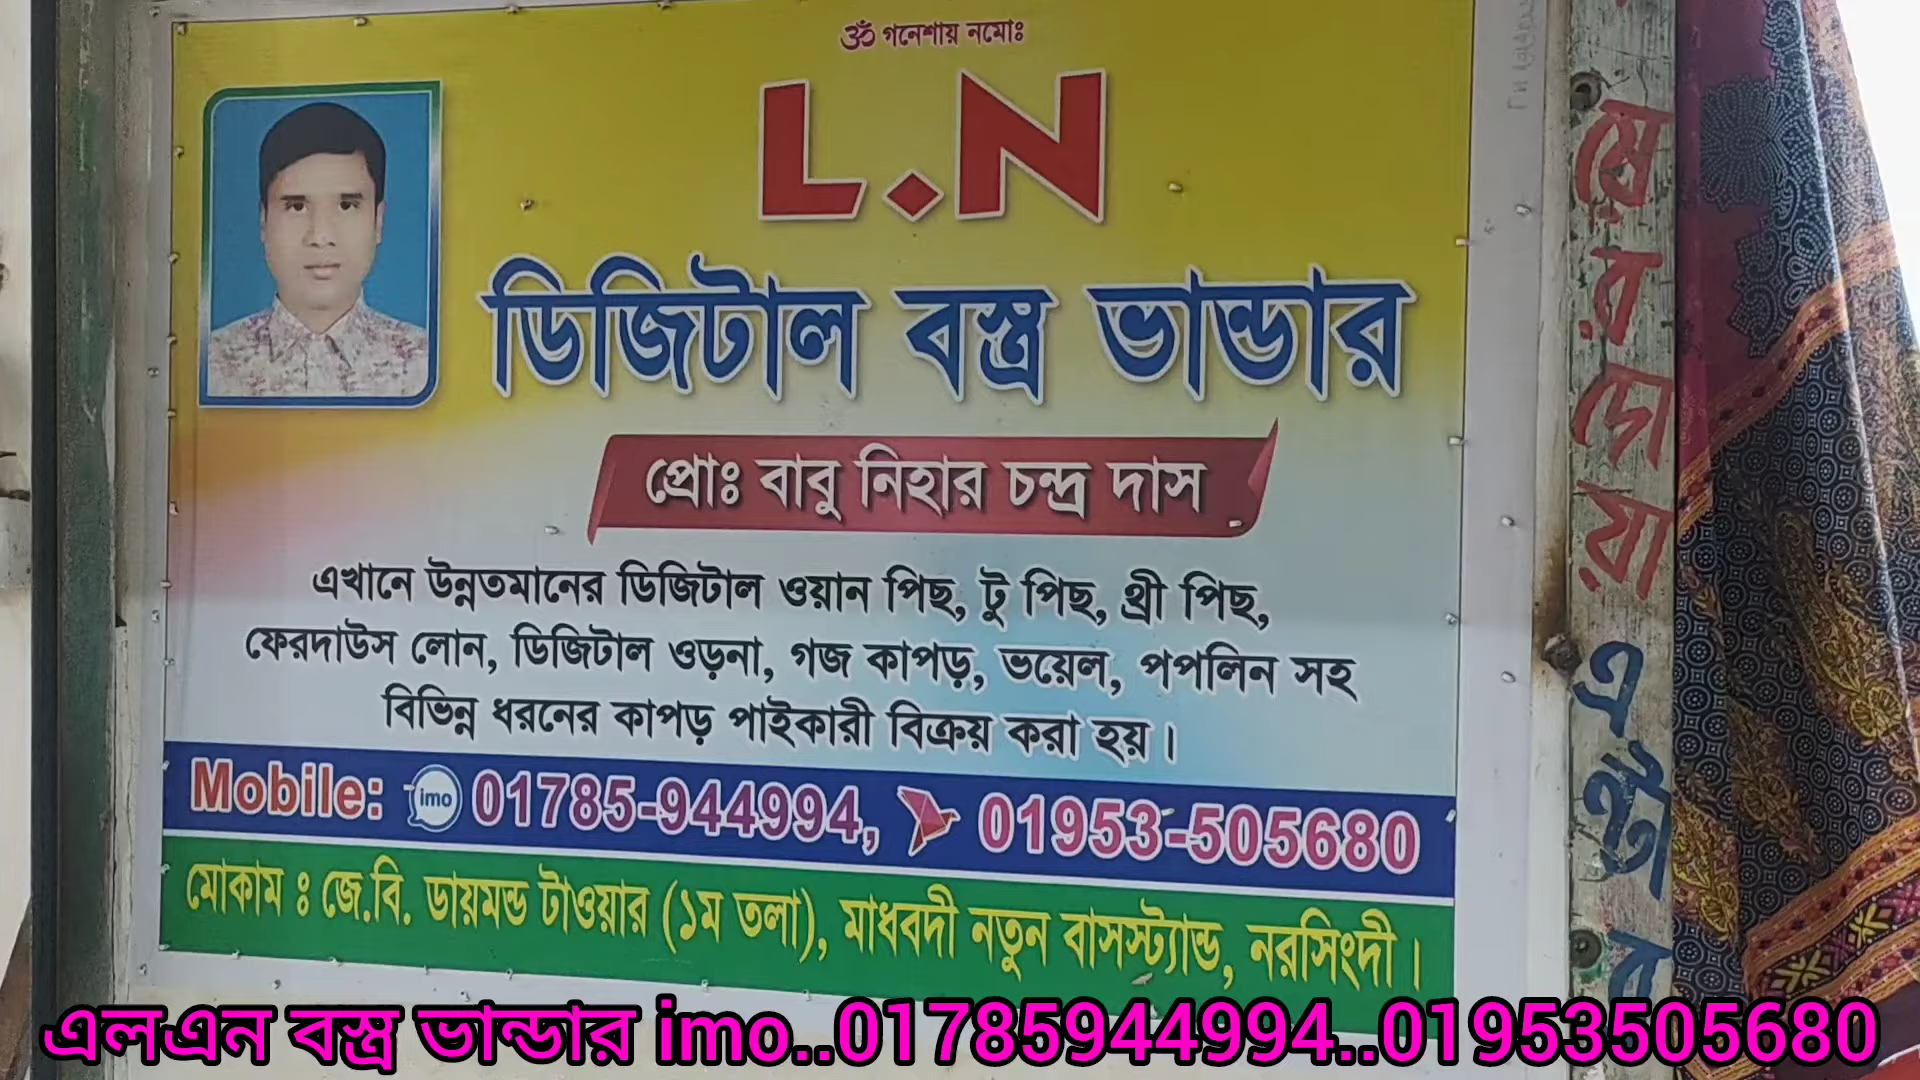 ॐ গনেশায় নমোঃ
L.N
ডিজিটাল বস্ত্র ভান্ডার
প্রোঃ বাবু নিহার চন্দ্র দাস
এখানে উন্নতমানের ডিজিটাল ওয়ান পিছ, টু পিছ, থ্রী পিছ,
ফেরদাউস লোন, ডিজিটাল ওড়না, গজ কাপড়, ভয়েল, পপলিন সহ
বিভিন্ন ধরনের কাপড় পাইকারী বিক্রয় করা হয়।
Mobile: imo 01785-944994, 01953-505680
মোকাম ঃ জে.বি. ডায়মন্ড টাওয়ার (১ম তলা), মাধবদী নতুন বাসস্ট্যান্ড, নরসিংদী।
য়ের দোয়া
এলএন বস্ত্র ভান্ডার imo..01785944994..01953505680